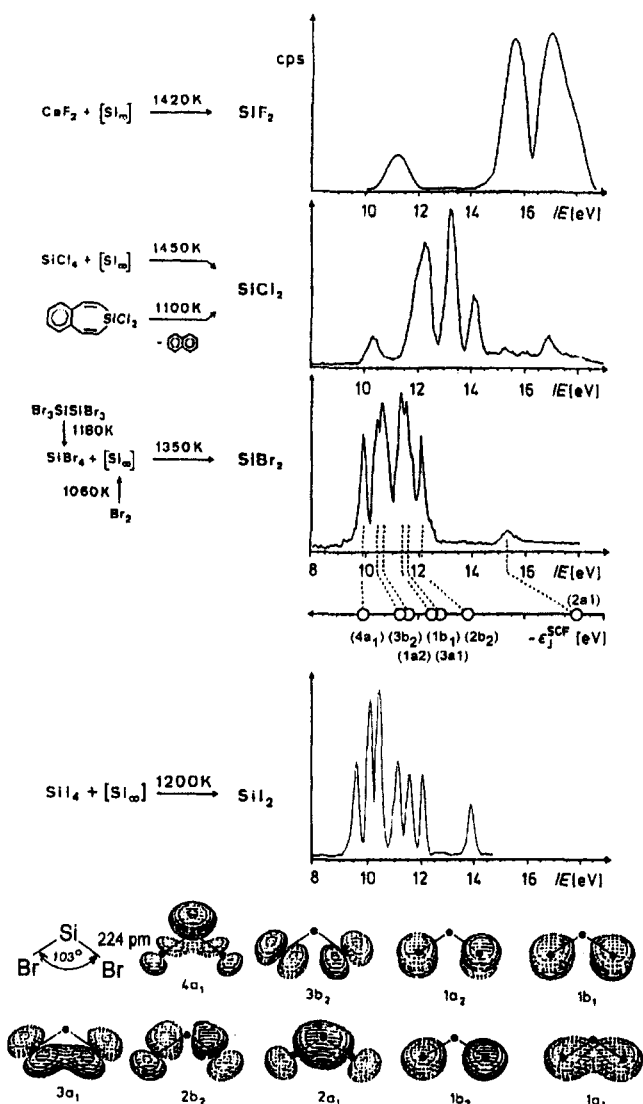 cps
1420K
CaF₂ + [Si∞] → SiF₂
10 12 14 16 IE[eV]
1450K
SiCl₄ + [Si∞]
SiCl₂
SiCl₂ 1100K
-
10 12 14 16 IE[eV]
Br₃SiSiBr₃
1180K
SiBr₄ + [Si∞] 1350K → SiBr₂
1060K
Br₂
8 10 12 14 16 IE[eV]
(2a1)
(4a₁) (3b₂) (1b₁) (2b₂) - εⱼˢᶜᶠ [eV]
(1a2) (3a1)
1200K
SiI₄ + [Si∞] → SiI₂
8 10 12 14 16 IE[eV]
Si
224 pm
Br 103° Br
4a₁ 3b₂ 1a₂ 1b₁
3a₁ 2b₂ 2a₁ 1b₂ 1a₁